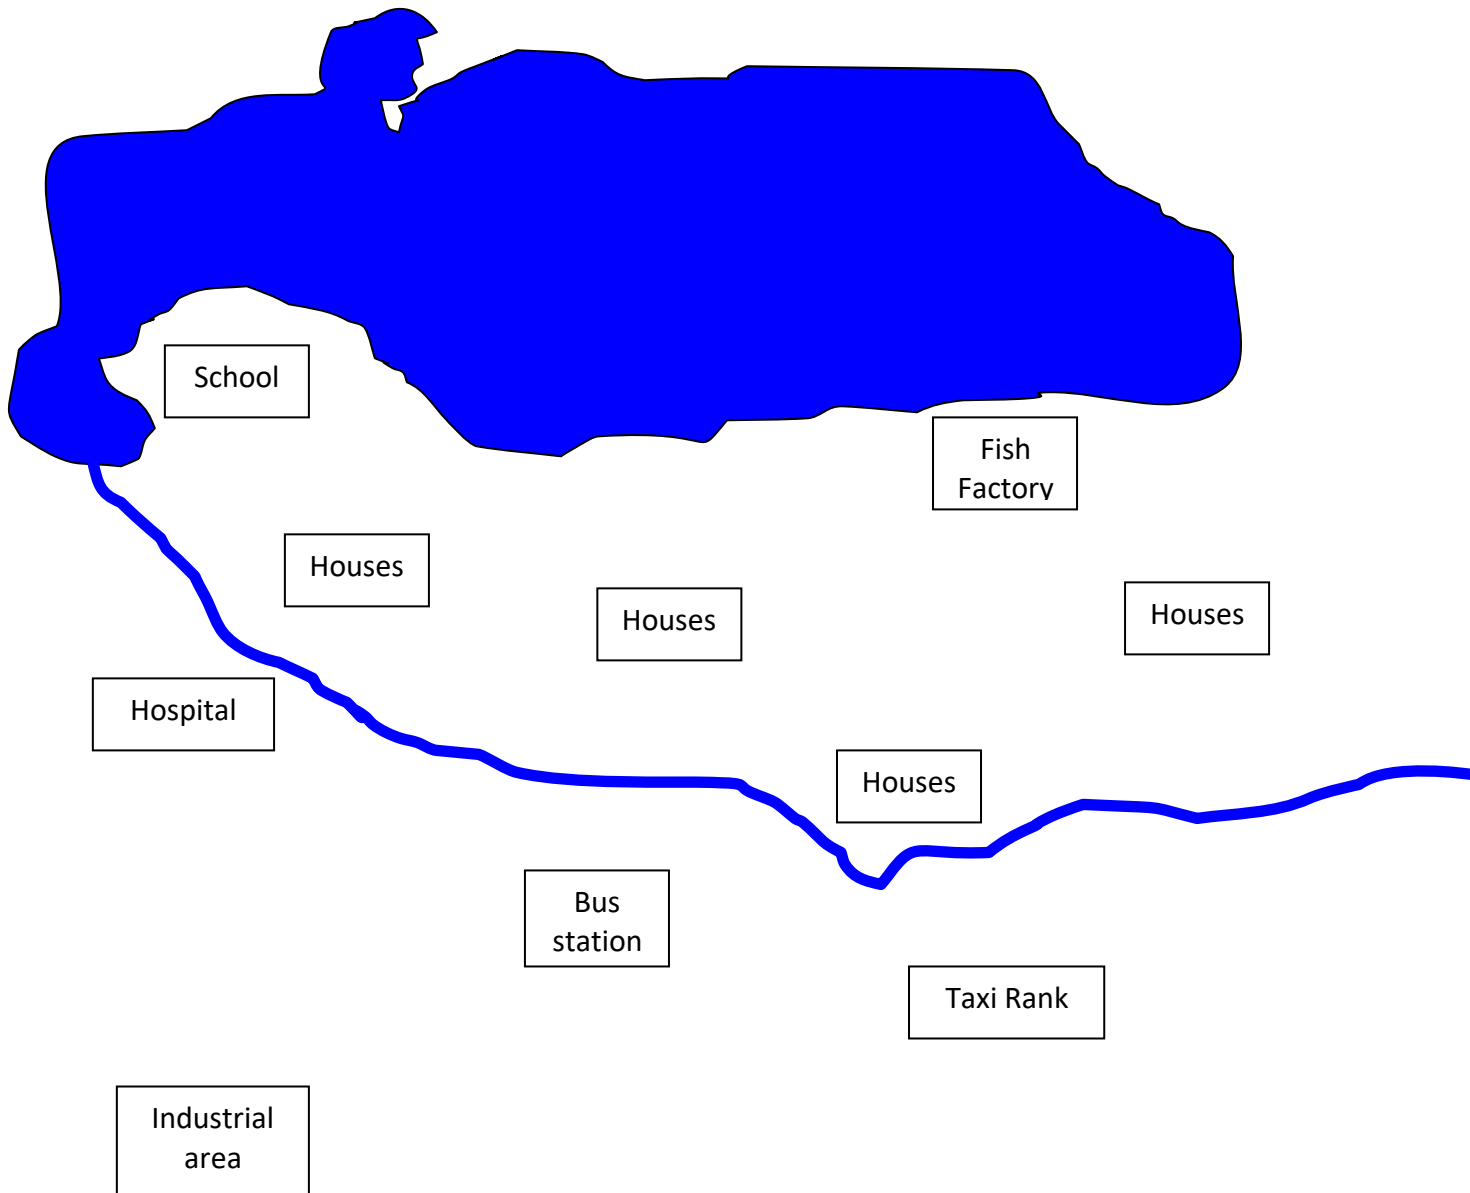 School
Fish
Factory
Houses
Houses
Houses
Hospital
Houses
Bus
station
Taxi Rank
Industrial
area